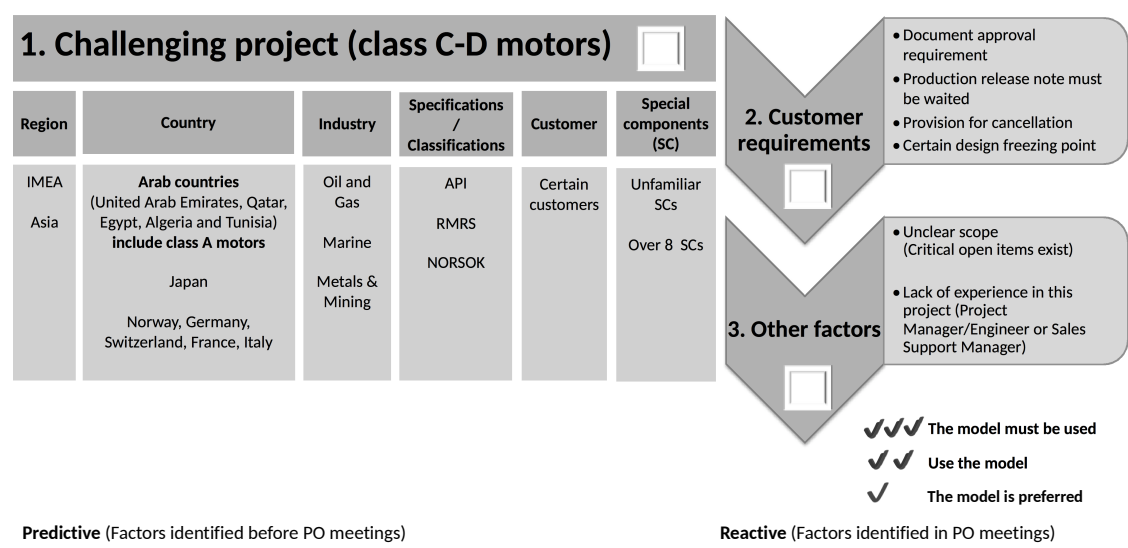 1. Challenging project (class C-D motors)
Region
Country
Industry
Specifications
/
Classifications
Customer
Special
components
(SC)
IMEA
Asia
Arab countries
(United Arab Emirates, Qatar,
Egypt, Algeria and Tunisia)
include class A motors
Japan
Norway, Germany,
Switzerland, France, Italy
Oil and
Gas
Marine
Metals &
Mining
API
RMRS
NORSOK
Certain
customers
Unfamiliar
SCs
Over 8 SCs
2. Customer
requirements
• Document approval
requirement
• Production release note must
be waited
• Provision for cancellation
• Certain design freezing point
3. Other factors
• Unclear scope
(Critical open items exist)
• Lack of experience in this
project (Project
Manager/Engineer or Sales
Support Manager)
The model must be used
Use the model
The model is preferred
Predictive (Factors identified before PO meetings)
Reactive (Factors identified in PO meetings)